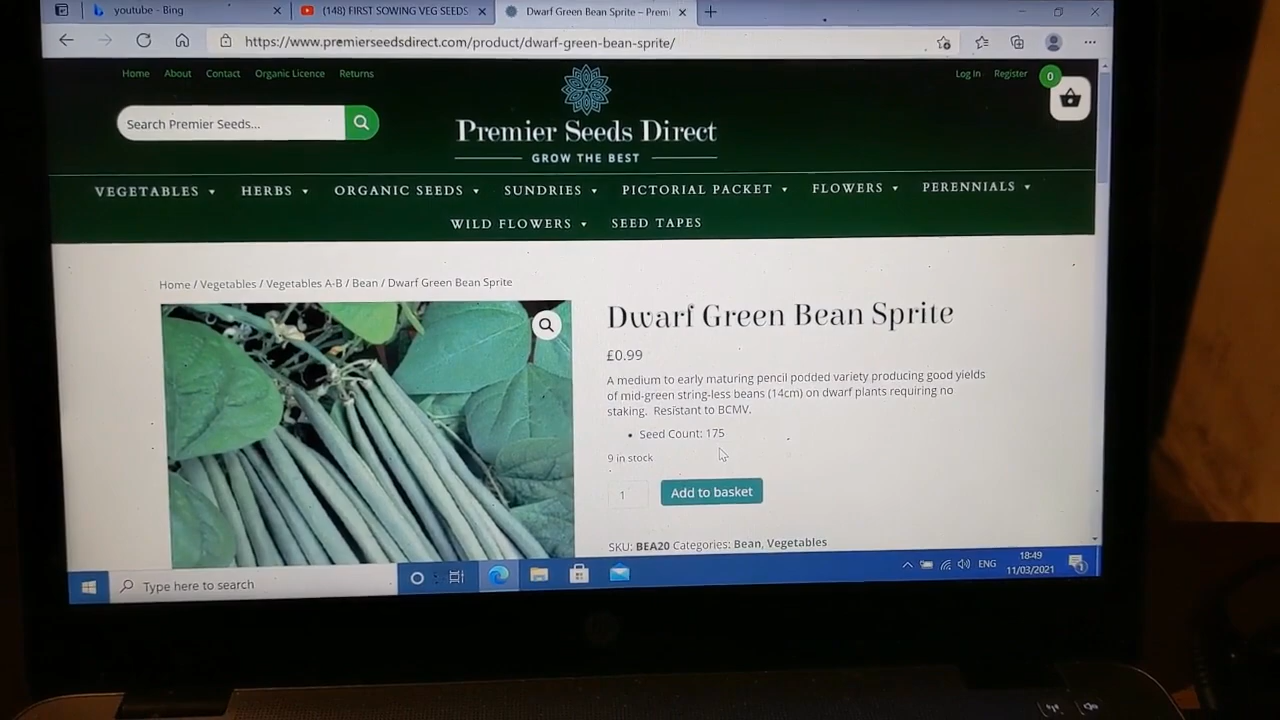 youtube - Bing
(148) FIRST SOWING VEG SEEDS
Dwarf Green Bean Sprite – Premi
https://www.premierseedsdirect.com/product/dwarf-green-bean-sprite/
Home About Contact Organic Licence Returns
Log In Register
0
Search Premier Seeds...
Premier Seeds Direct
GROW THE BEST
VEGETABLES HERBS ORGANIC SEEDS SUNDRIES PICTORIAL PACKET FLOWERS PERENNIALS
WILD FLOWERS SEED TAPES
Home / Vegetables / Vegetables A-B / Bean / Dwarf Green Bean Sprite
Dwarf Green Bean Sprite
£0.99
A medium to early maturing pencil podded variety producing good yields
of mid-green string-less beans (14cm) on dwarf plants requiring no
staking. Resistant to BCMV.
• Seed Count: 175
9 in stock
1
Add to basket
SKU: BEA20 Categories: Bean, Vegetables
Type here to search
ENG
18:49
11/03/2021
1